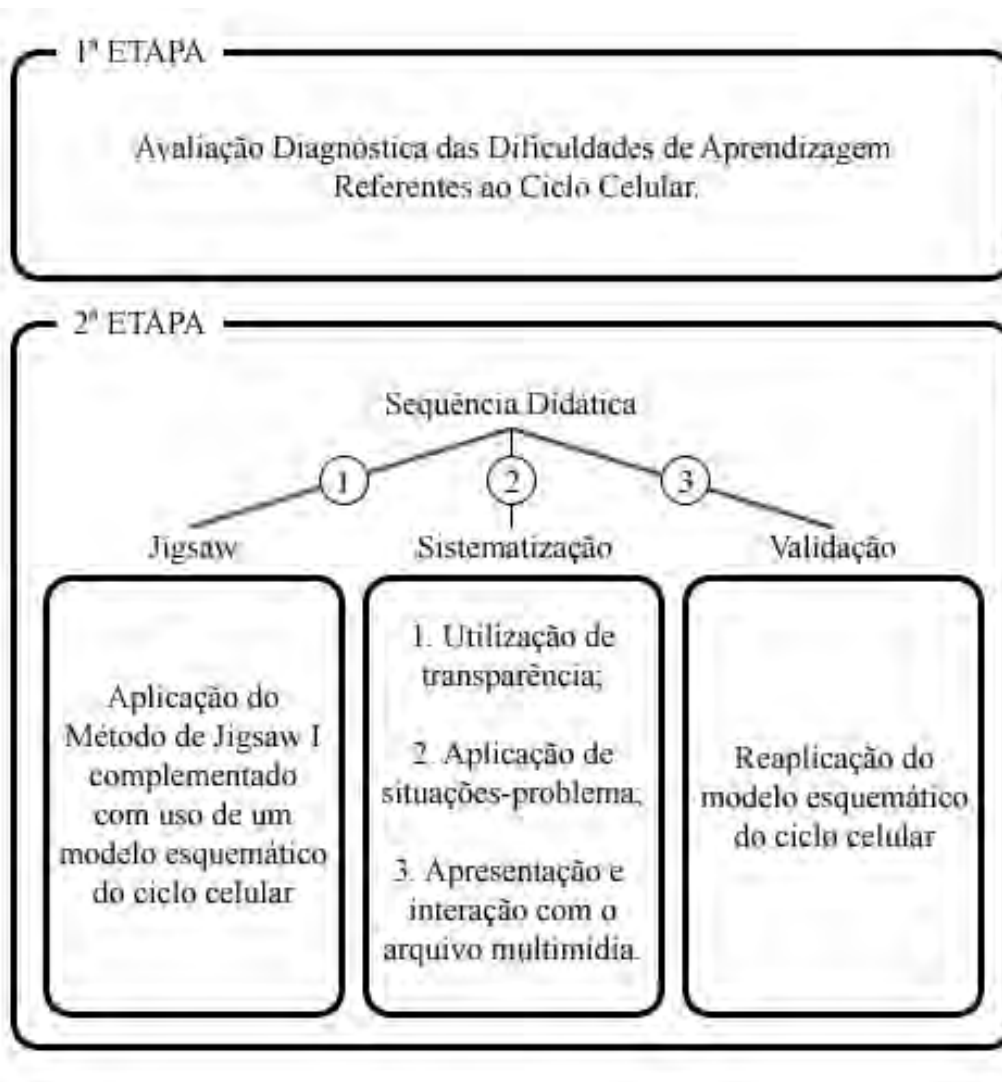 1ª ETAPA
Avaliação Diagnóstica das Dificuldades de Aprendizagem
Referentes ao Ciclo Celular.
2ª ETAPA
Sequência Didática
1
2
3
Jigsaw
Sistematização
Validação
Aplicação do
Método de Jigsaw I
complementado
com uso de um
modelo esquemático
do ciclo celular
1. Utilização de
transparência;
2. Aplicação de
situações-problema;
3. Apresentação e
interação com o
arquivo multimídia.
Reaplicação do
modelo esquemático
do ciclo celular